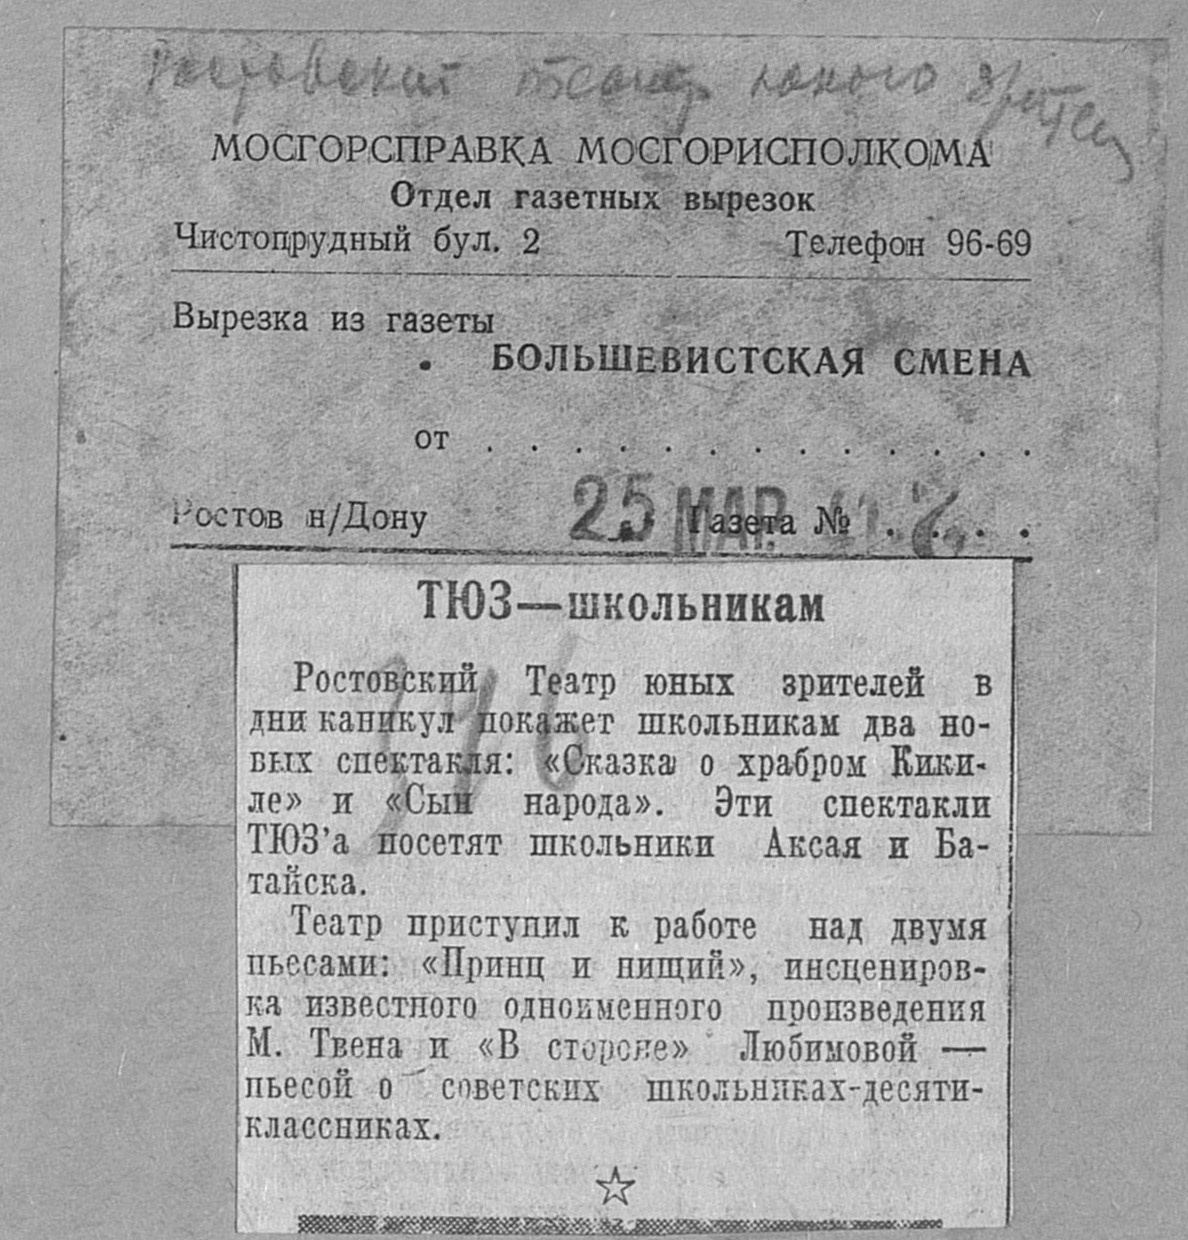 Ростовский театр юного зрителя
МОСГОРСПРАВКА МОСГОРИСПОЛКОМА
Отдел газетных вырезок
Чистопрудный бул. 2 Телефон 96-69
Вырезка из газеты
БОЛЬШЕВИСТСКАЯ СМЕНА
от . . . . . . . . . . . . .
Ростов н/Дону 25 МАР. Газета № . . . .
ТЮЗ—школьникам
Ростовский Театр юных зрителей в
дни каникул покажет школьникам два но-
вых спектакля: «Сказка о храбром Кики-
ле» и «Сын народа». Эти спектакли
ТЮЗ’а посетят школьники Аксая и Ба-
тайска.
Театр приступил к работе над двумя
пьесами: «Принц и нищий», инсцениров-
ка известного одноименного произведения
М. Твена и «В стороне» Любимовой —
пьесой о советских школьниках-десяти-
классниках.